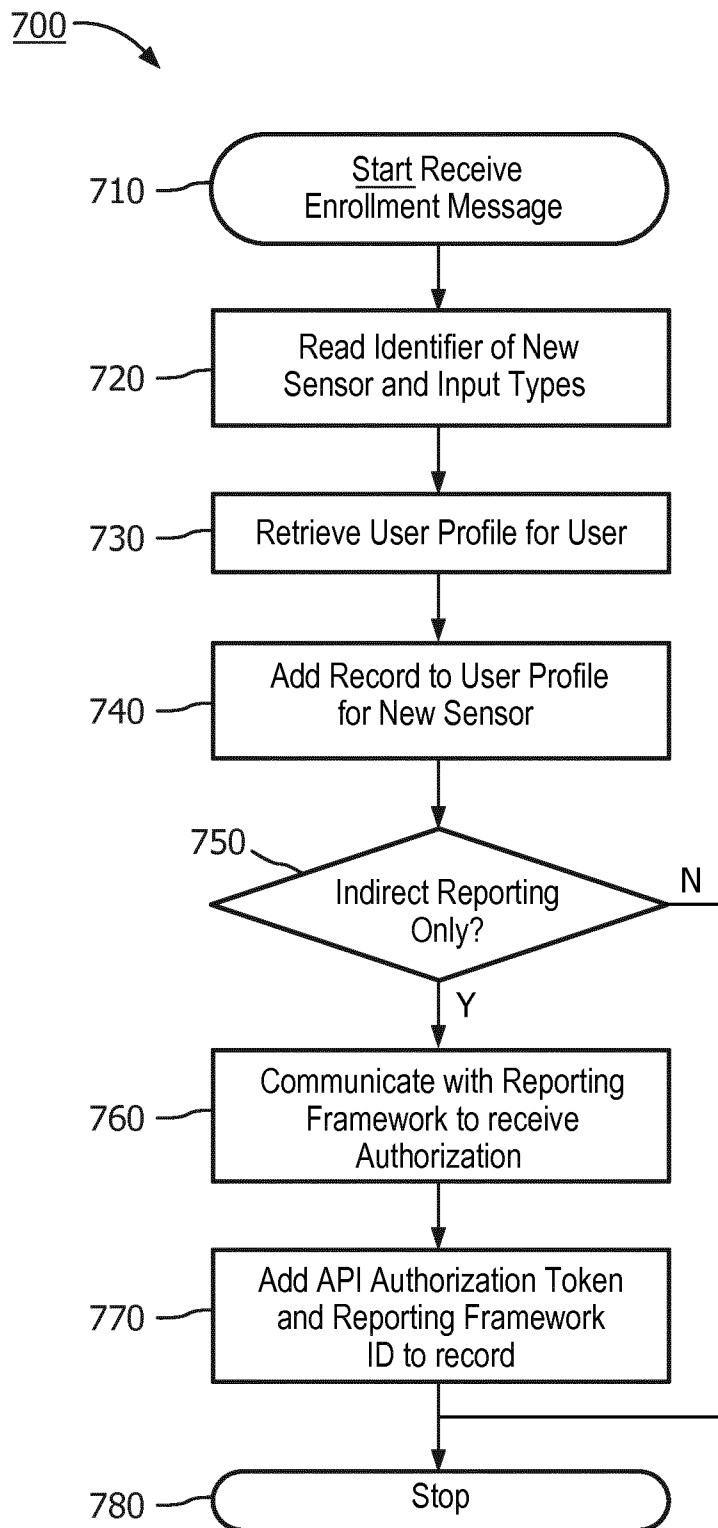 700
710
Start Receive
Enrollment Message
720
Read Identifier of New
Sensor and Input Types
730
Retrieve User Profile for User
740
Add Record to User Profile
for New Sensor
750
Indirect Reporting
Only?
N
Y
760
Communicate with Reporting
Framework to receive
Authorization
770
Add API Authorization Token
and Reporting Framework
ID to record
780
Stop